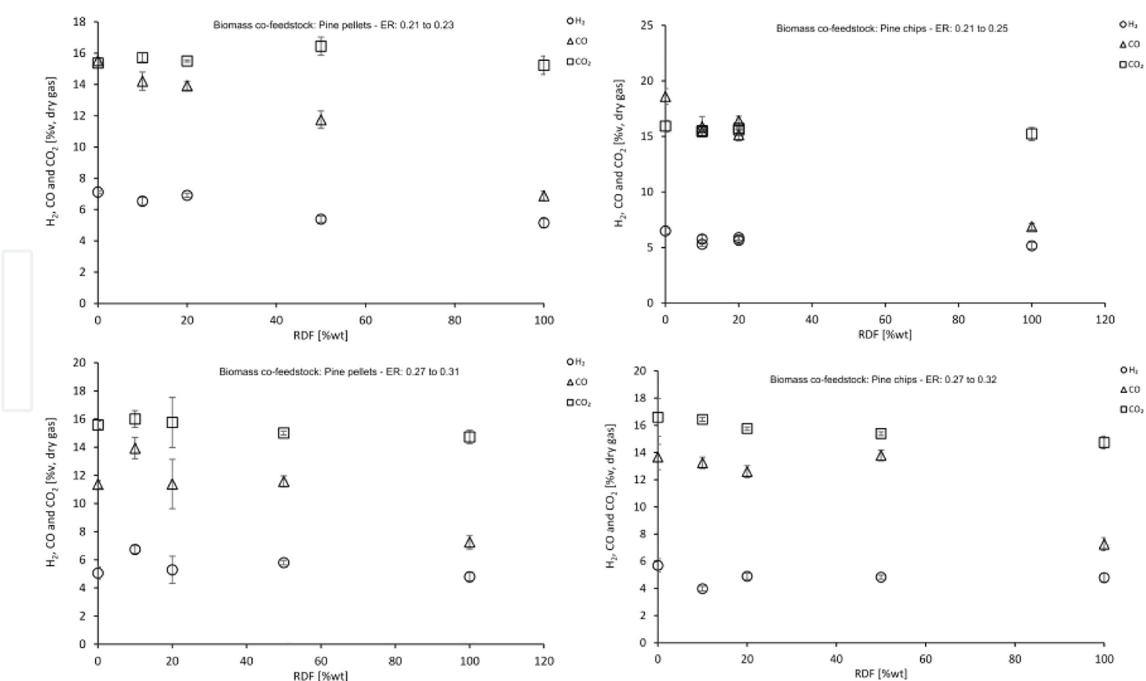 Biomass co-feedstock: Pine pellets - ER: 0.21 to 0.23
H₂
CO
CO₂
H₂, CO and CO₂ [%v, dry gas]
18
16
14
12
10
8
6
4
2
0
0 20 40 60 80 100
RDF [%wt]
Biomass co-feedstock: Pine chips - ER: 0.21 to 0.25
H₂
CO
CO₂
H₂, CO and CO₂ [%v, dry gas]
25
20
15
10
5
0
0 20 40 60 80 100 120
RDF [%wt]
Biomass co-feedstock: Pine pellets - ER: 0.27 to 0.31
H₂
CO
CO₂
H₂, CO and CO₂ [%v, dry gas]
20
18
16
14
12
10
8
6
4
2
0
0 20 40 60 80 100 120
RDF [%wt]
Biomass co-feedstock: Pine chips - ER: 0.27 to 0.32
H₂
CO
CO₂
H₂, CO and CO₂ [%v, dry gas]
20
18
16
14
12
10
8
6
4
2
0
0 20 40 60 80 100
RDF [%wt]